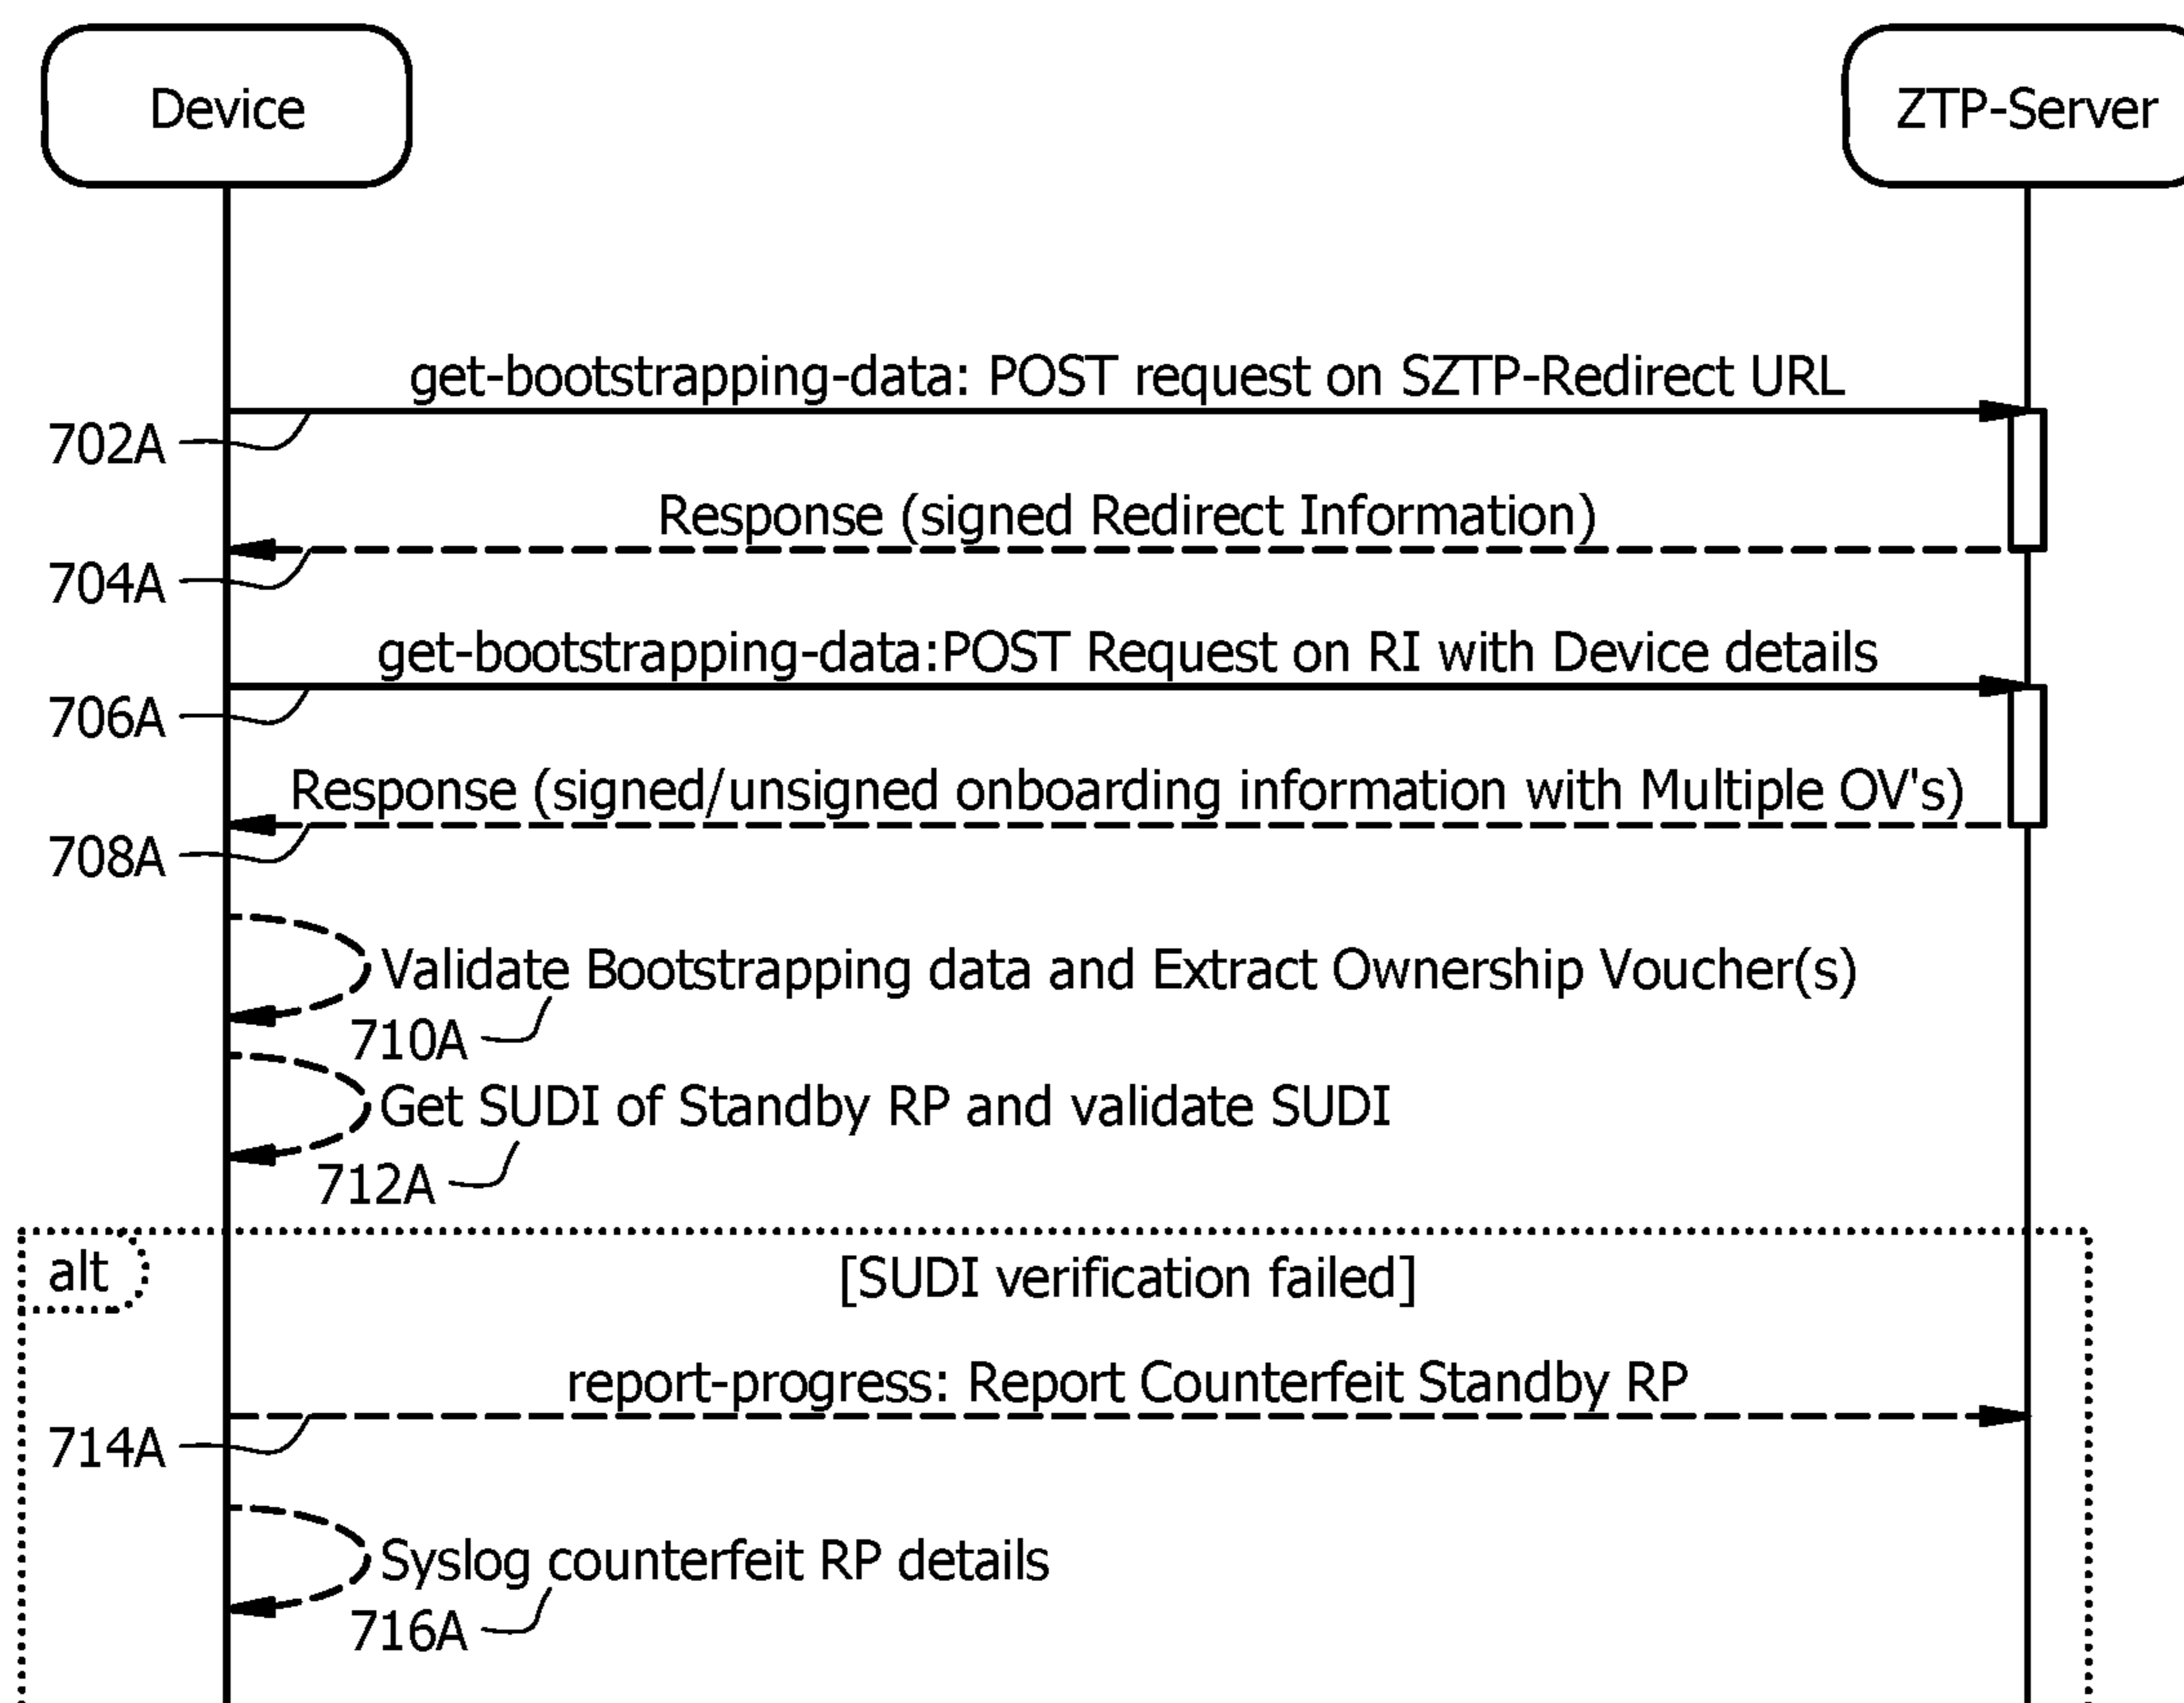 Device
ZTP-Server
get-bootstrapping-data: POST request on SZTP-Redirect URL
702A
Response (signed Redirect Information)
704A
get-bootstrapping-data:POST Request on RI with Device details
706A
Response (signed/unsigned onboarding information with Multiple OV's)
708A
Validate Bootstrapping data and Extract Ownership Voucher(s)
710A
Get SUDI of Standby RP and validate SUDI
712A
alt
[SUDI verification failed]
report-progress: Report Counterfeit Standby RP
714A
Syslog counterfeit RP details
716A